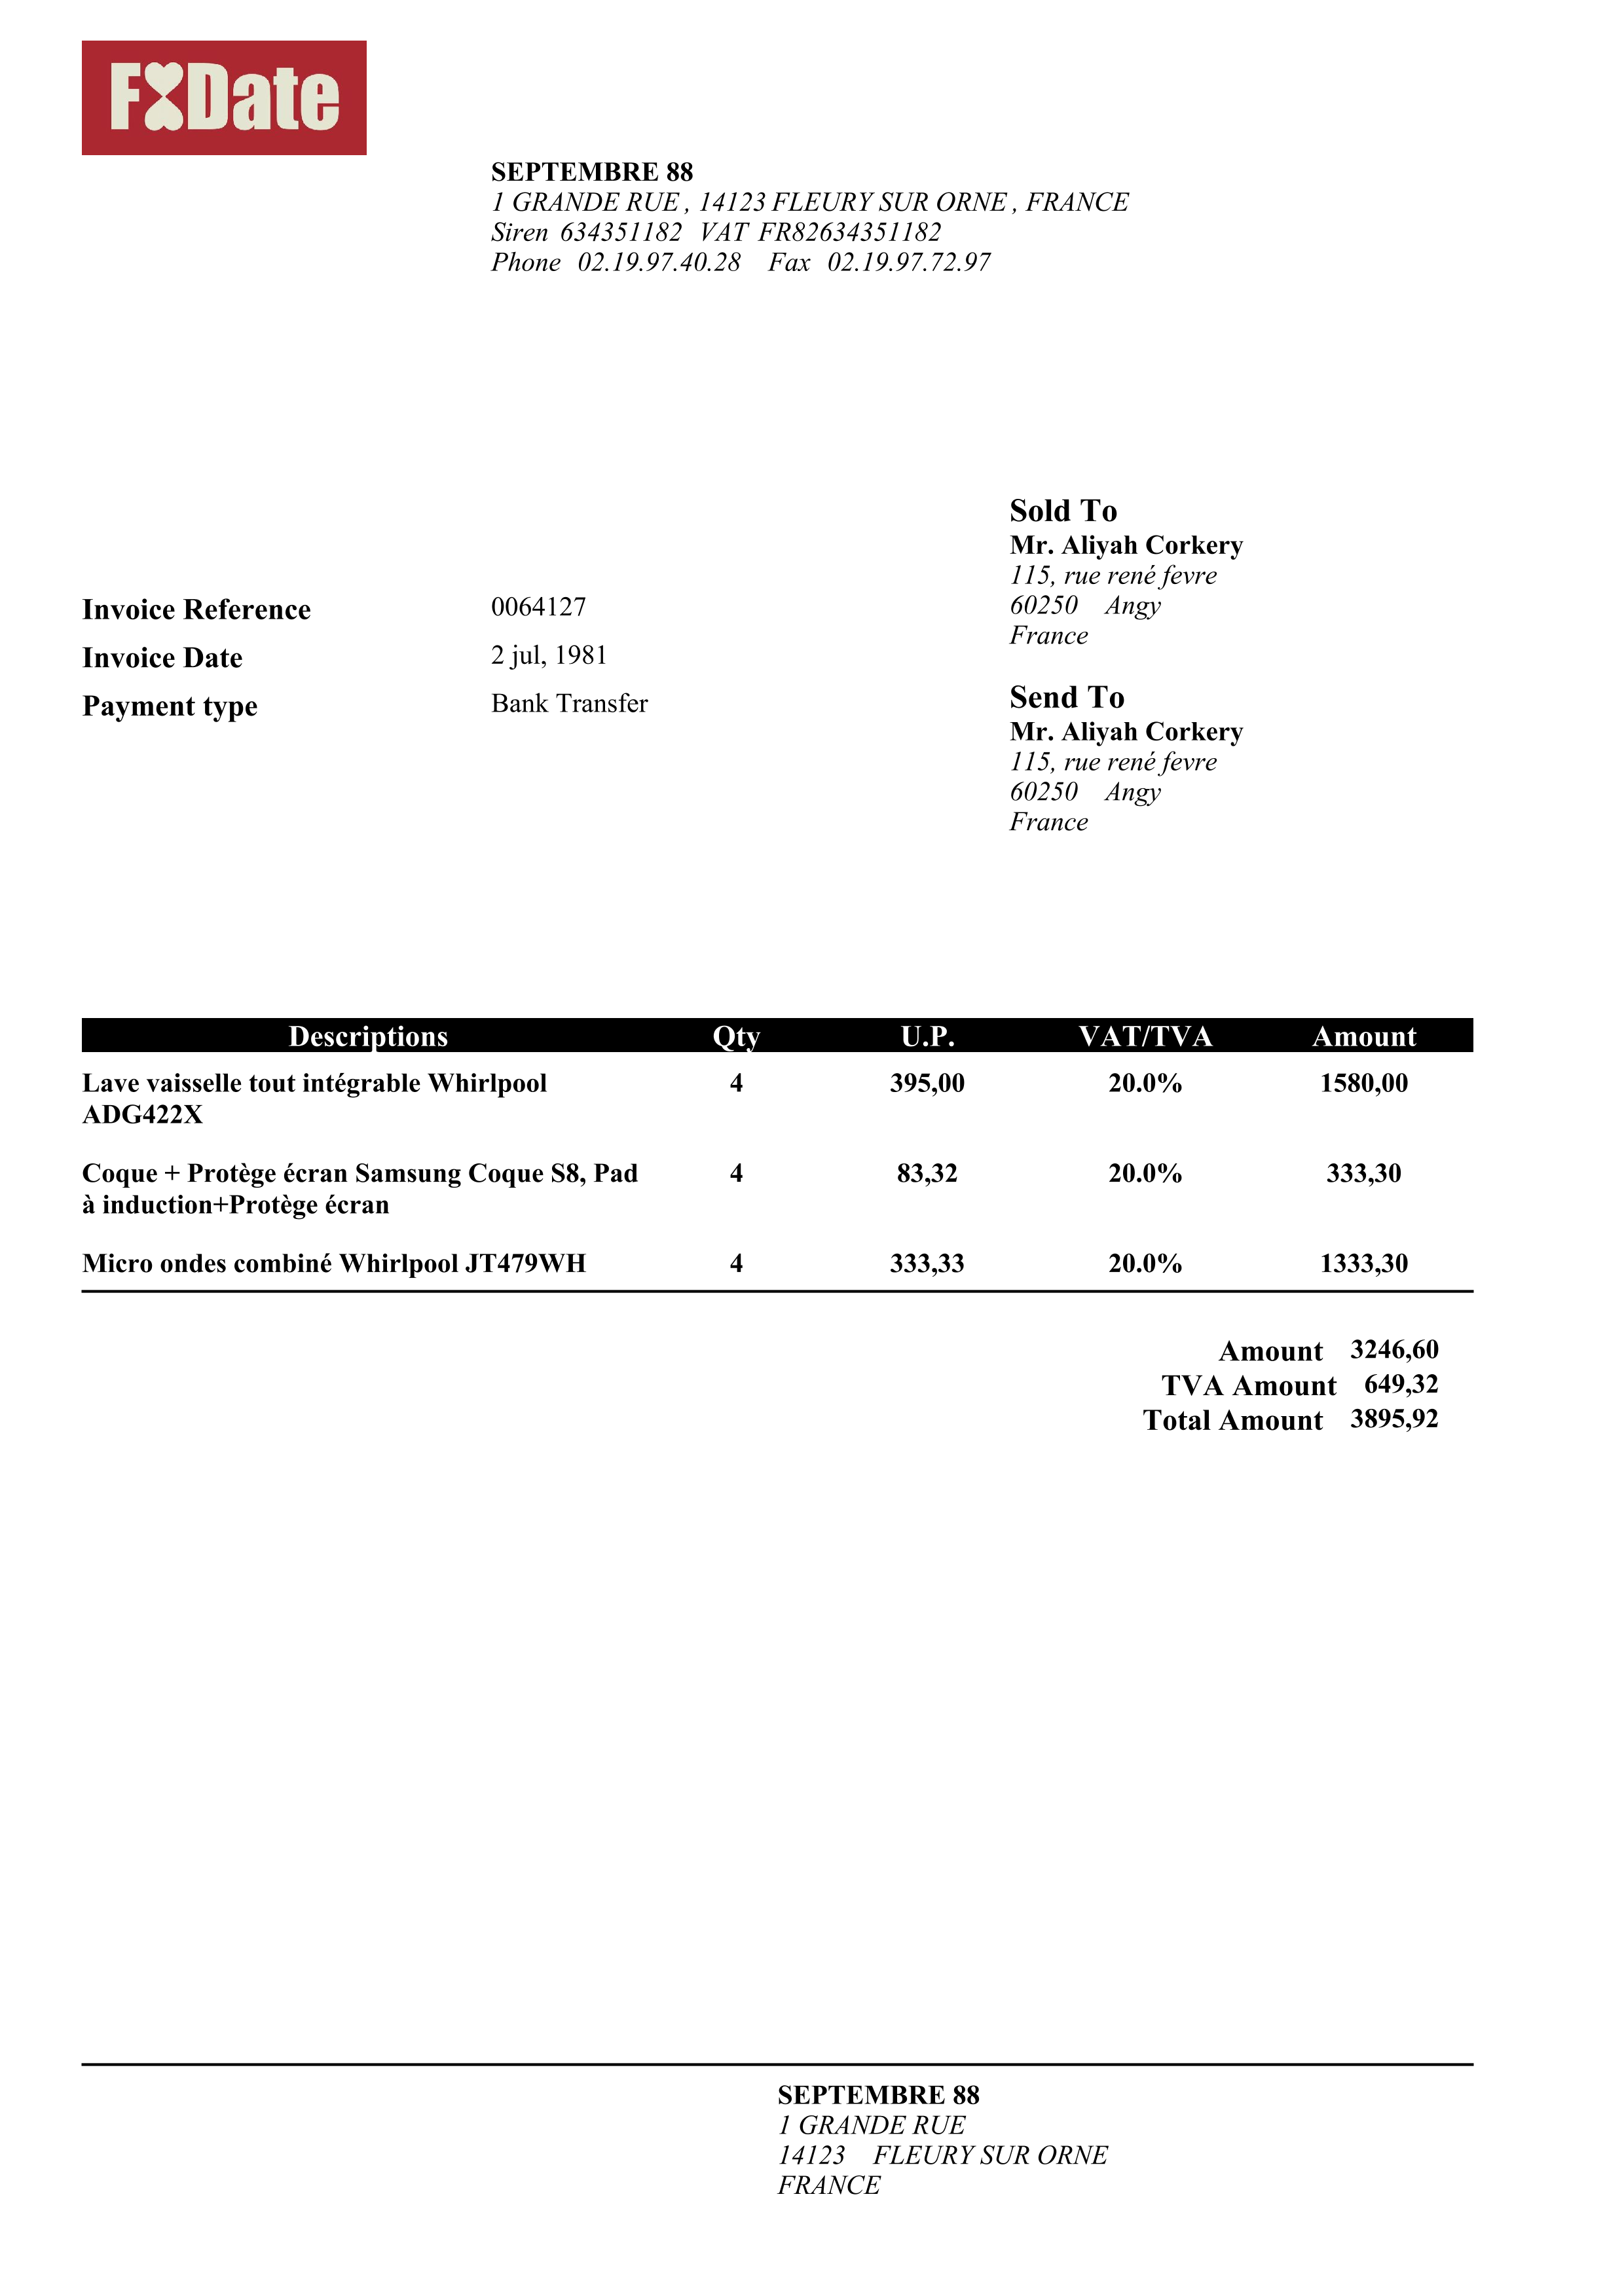 FXDate
SEPTEMBRE 88
1 GRANDE RUE , 14123 FLEURY SUR ORNE , FRANCE
Siren 634351182 VAT FR82634351182
Phone 02.19.97.40.28 Fax 02.19.97.72.97
Sold To
Mr. Aliyah Corkery
115, rue rené fevre
60250 Angy
France
Invoice Reference 0064127
Invoice Date 2 jul, 1981
Payment type Bank Transfer
Send To
Mr. Aliyah Corkery
115, rue rené fevre
60250 Angy
France
Descriptions Qty U.P. VAT/TVA Amount
Lave vaisselle tout intégrable Whirlpool 4 395,00 20.0% 1580,00
ADG422X
Coque + Protège écran Samsung Coque S8, Pad 4 83,32 20.0% 333,30
à induction+Protège écran
Micro ondes combiné Whirlpool JT479WH 4 333,33 20.0% 1333,30
Amount 3246,60
TVA Amount 649,32
Total Amount 3895,92
SEPTEMBRE 88
1 GRANDE RUE
14123 FLEURY SUR ORNE
FRANCE